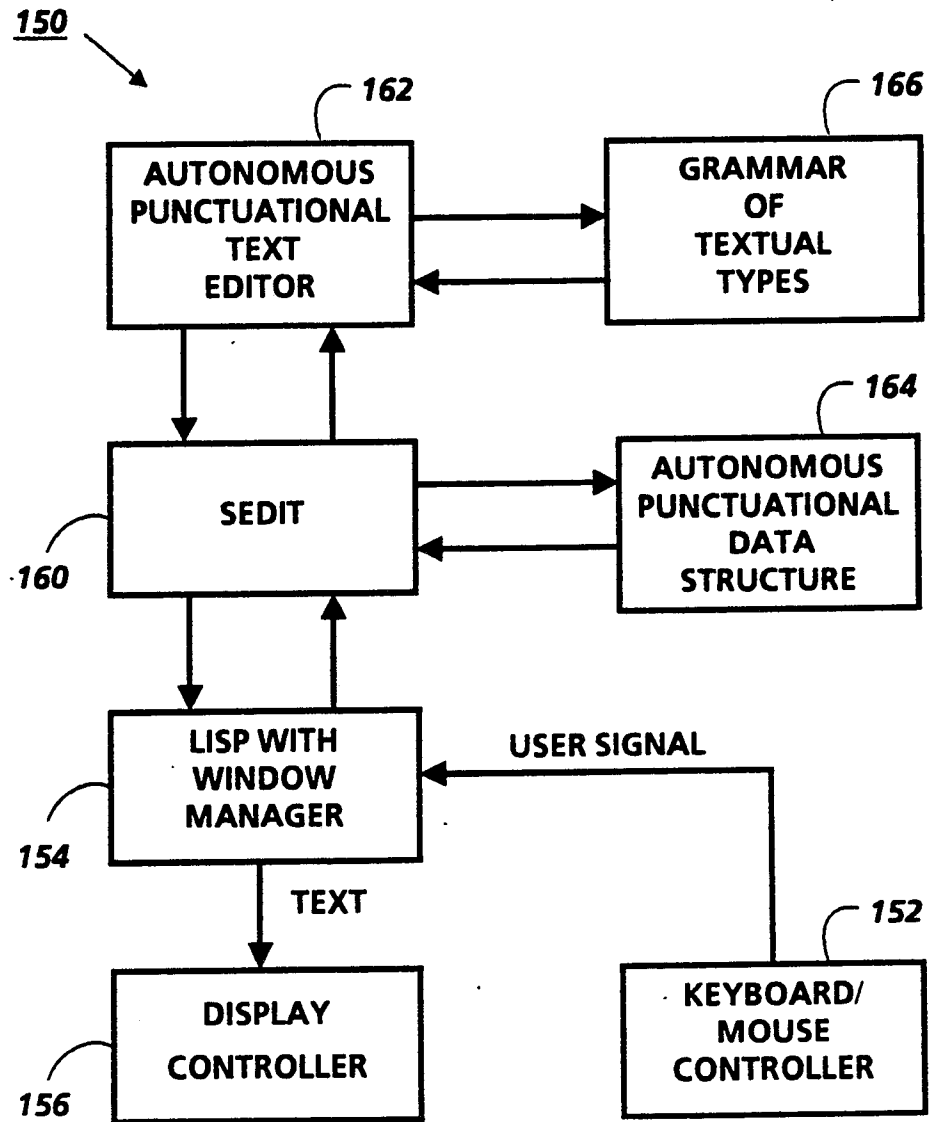 150
162
166
AUTONOMOUS
PUNCTUATIONAL
TEXT
EDITOR
GRAMMAR
OF
TEXTUAL
TYPES
164
SEDIT
160
AUTONOMOUS
PUNCTUATIONAL
DATA
STRUCTURE
LISP WITH
WINDOW
MANAGER
154
USER SIGNAL
TEXT
152
DISPLAY
CONTROLLER
156
KEYBOARD/
MOUSE
CONTROLLER